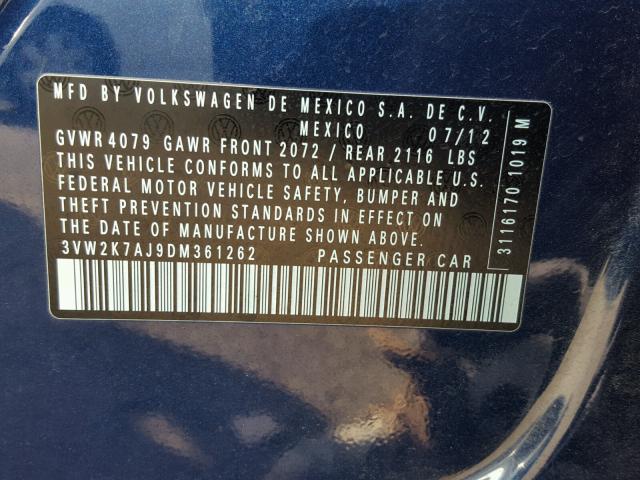 MFD BY VOLKSWAGEN DE MEXICO S.A. DE C.V.
MEXICO 07/12
GVWR 4079 GAWR FRONT 2072 / REAR 2116 LBS
THIS VEHICLE CONFORMS TO ALL APPLICABLE U.S.
FEDERAL MOTOR VEHICLE SAFETY, BUMPER AND
THEFT PREVENTION STANDARDS IN EFFECT ON
THE DATE OF MANUFACTURE SHOWN ABOVE.
3VW2K7AJ9DM361262 PASSENGER CAR
3116170 1019 M